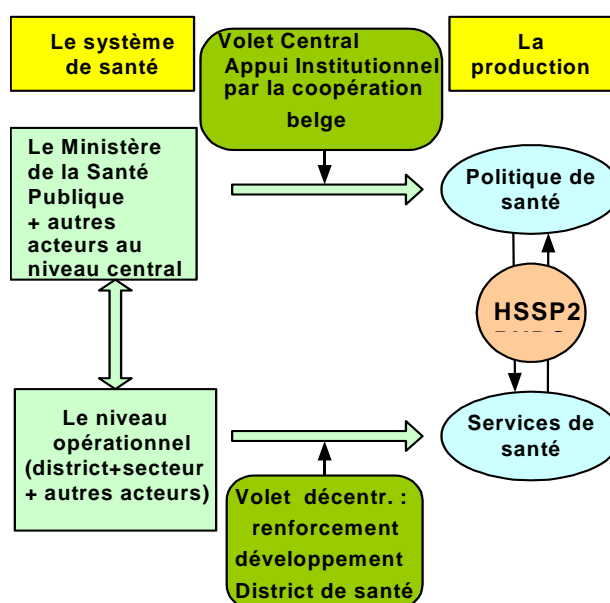 Le système
de santé
Volet Central
Appui Institutionnel
par la coopération
belge
La
production
Le Ministère
de la Santé
Publique
+ autres
acteurs au
niveau central
Politique de
santé
HSSP2
Le niveau
opérationnel
(district+secteur
+ autres acteurs)
Services de
santé
Volet décentr. :
renforcement
développement
District de santé